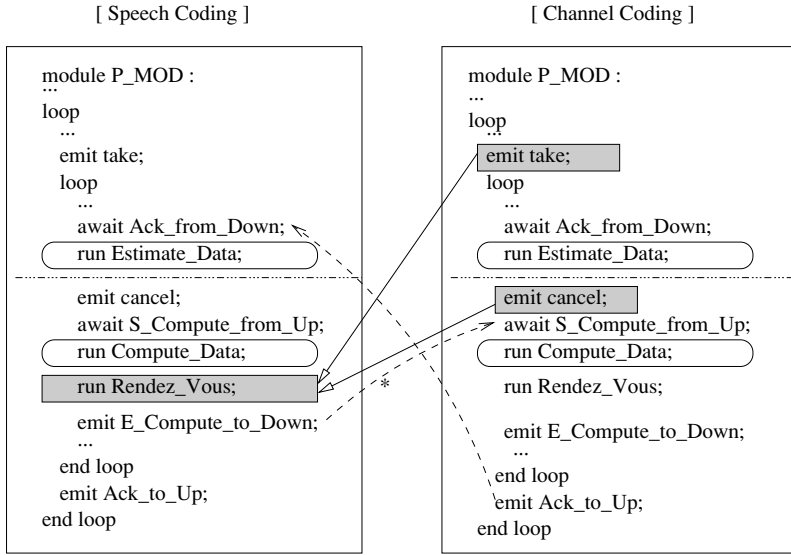 [ Speech Coding ]
module P_MOD :
...
loop
...
emit take;
loop
...
await Ack_from_Down;
run Estimate_Data;
emit cancel;
await S_Compute_from_Up;
run Compute_Data;
run Rendez_Vous;
emit E_Compute_to_Down;
...
end loop
emit Ack_to_Up;
end loop
*
[ Channel Coding ]
module P_MOD :
...
loop
...
emit take;
loop
...
await Ack_from_Down;
run Estimate_Data;
emit cancel;
await S_Compute_from_Up;
run Compute_Data;
run Rendez_Vous;
emit E_Compute_to_Down;
...
end loop
emit Ack_to_Up;
end loop